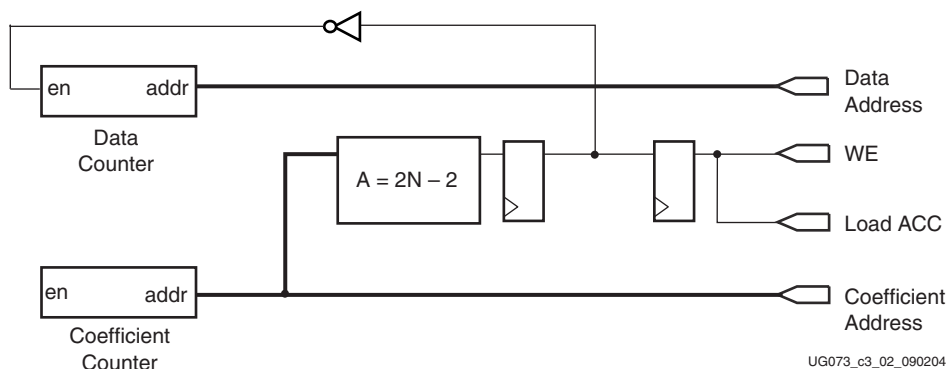 en
addr
Data
Counter
Data
Address
A = 2N – 2
WE
Load ACC
en
addr
Coefficient
Counter
Coefficient
Address
UG073_c3_02_090204